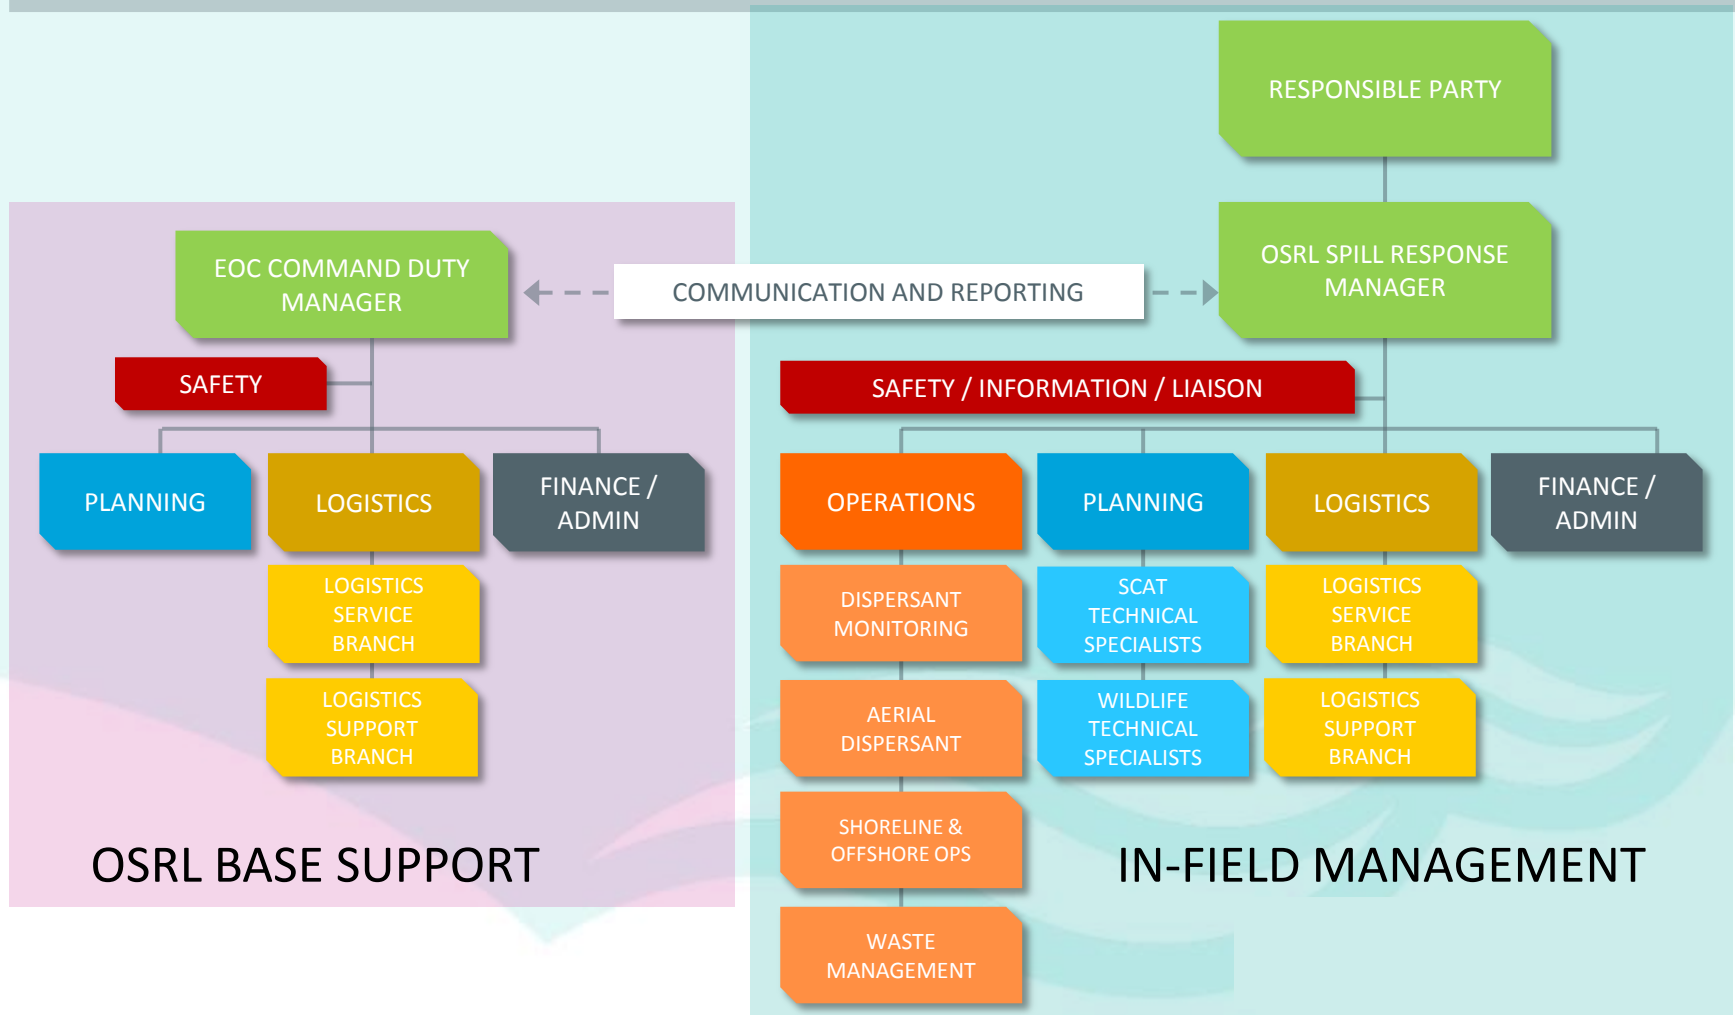 RESPONSIBLE PARTY
EOC COMMAND DUTY
MANAGER
COMMUNICATION AND REPORTING
OSRL SPILL RESPONSE
MANAGER
SAFETY
SAFETY / INFORMATION / LIAISON
PLANNING
LOGISTICS
FINANCE /
ADMIN
LOGISTICS
SERVICE
BRANCH
LOGISTICS
SUPPORT
BRANCH
OSRL BASE SUPPORT
OPERATIONS
PLANNING
LOGISTICS
FINANCE /
ADMIN
DISPERSANT
MONITORING
SCAT
TECHNICAL
SPECIALISTS
LOGISTICS
SERVICE
BRANCH
AERIAL
DISPERSANT
WILDLIFE
TECHNICAL
SPECIALISTS
LOGISTICS
SUPPORT
BRANCH
SHORELINE &
OFFSHORE OPS
WASTE
MANAGEMENT
IN-FIELD MANAGEMENT